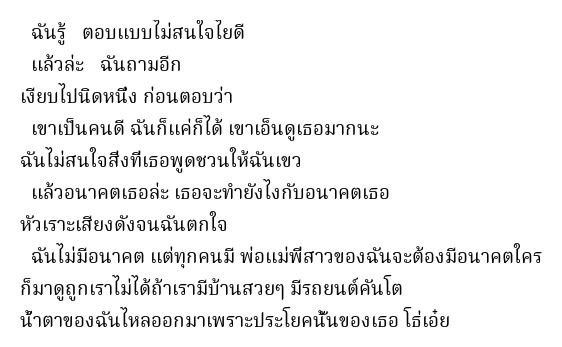 ฉันรู้   ตอบแบบไม่สนใจไยดี
แล้วล่ะ   ฉันถามอีก
เงียบไปนิดหนึ่ง ก่อนตอบว่า
เขาเป็นคนดี ฉันก็แค่ก็ได้ เขาเอ็นดูเธอมากนะ
ฉันไม่สนใจสิ่งที่เธอพูดชวนให้ฉันเขว
แล้วอนาคตเธอล่ะ เธอจะทำยังไงกับอนาคตเธอ
หัวเราะเสียงดังจนฉันตกใจ
ฉันไม่มีอนาคต แต่ทุกคนมี พ่อแม่พี่สาวของฉันจะต้องมีอนาคตใคร
ก็มาดูถูกเราไม่ได้ถ้าเรามีบ้านสวยๆ มีรถยนต์คันโต
น้ำตาของฉันไหลออกมาเพราะประโยคนั้นของเธอ โธ่เอ๋ย